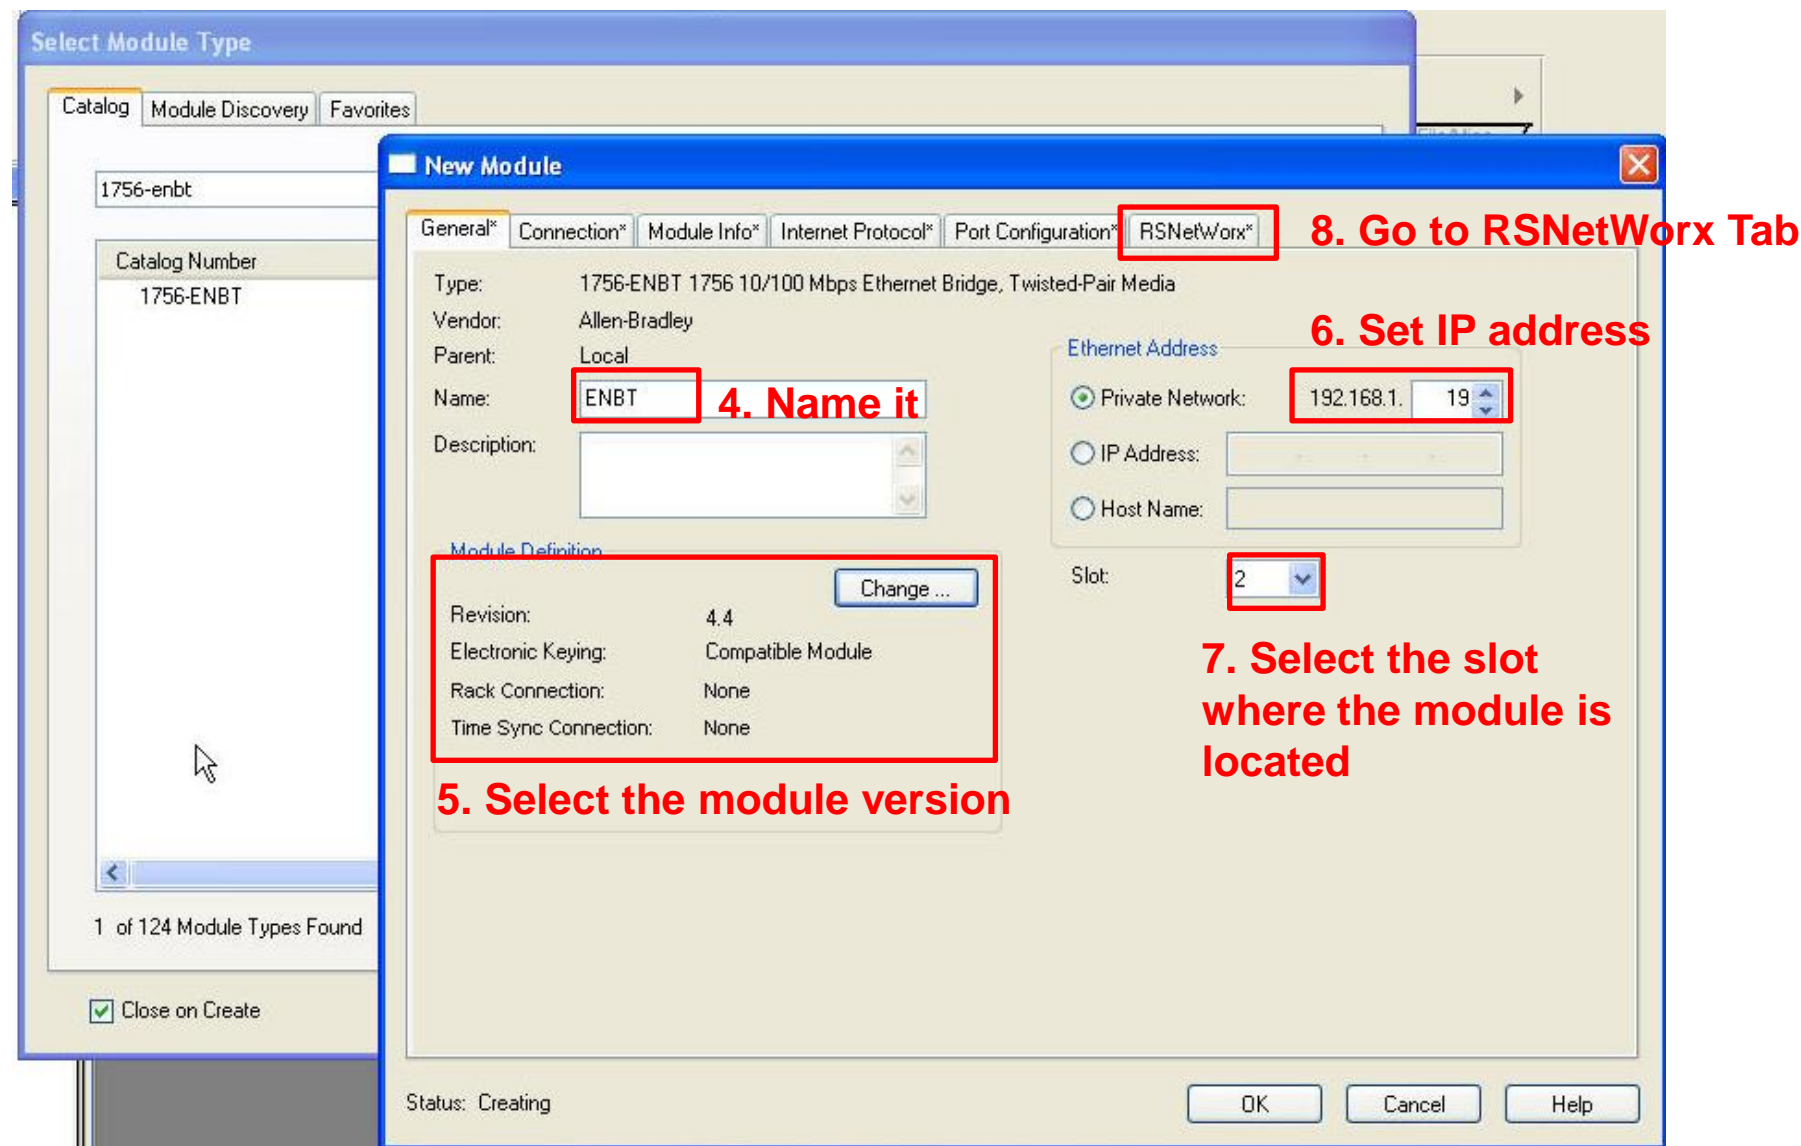 Select Module Type
Catalog Module Discovery Favorites
1756-enbt
Catalog Number
1756-ENBT
1 of 124 Module Types Found
Close on Create
New Module
General* Connection* Module Info* Internet Protocol* Port Configuration* RSNetWorx*
8. Go to RSNetWorx Tab
Type: 1756-ENBT 1756 10/100 Mbps Ethernet Bridge, Twisted-Pair Media
Vendor: Allen-Bradley
Parent: Local
Name: ENBT
4. Name it
Description:
Ethernet Address
6. Set IP address
Private Network: 192.168.1. 19
IP Address:
Host Name:
Module Definition
Change ...
Revision: 4.4
Electronic Keying: Compatible Module
Rack Connection: None
Time Sync Connection: None
5. Select the module version
Slot: 2
7. Select the slot
where the module is
located
Status: Creating
OK Cancel Help